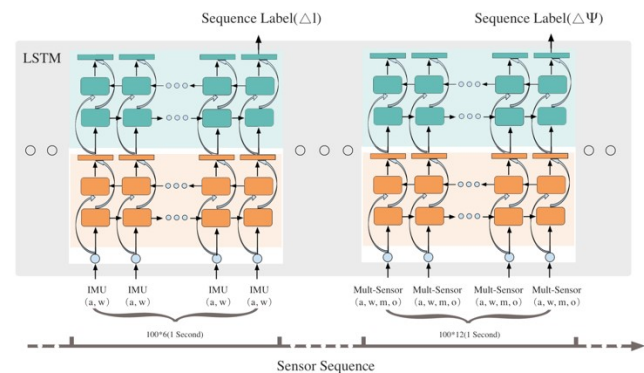 Sequence Label(△l)
Sequence Label(△Ψ)
LSTM
IMU
(a, w)
IMU
(a, w)
IMU
(a, w)
IMU
(a, w)
Mult-Sensor
(a, w, m, o)
Mult-Sensor
(a, w, m, o)
Mult-Sensor
(a, w, m, o)
Mult-Sensor
(a, w, m, o)
100*6(1 Second)
100*12(1 Second)
Sensor Sequence